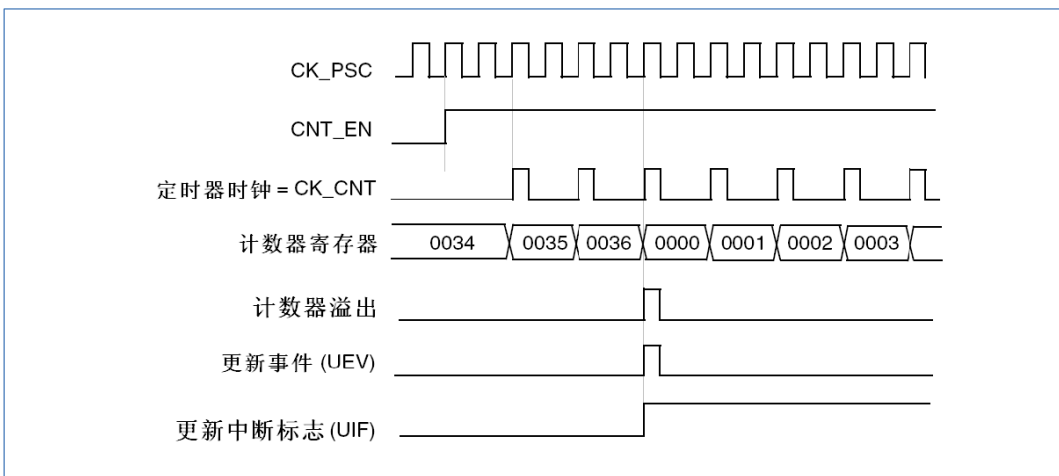 CK_PSC
CNT_EN
定时器时钟 = CK_CNT
计数器寄存器 0034 0035 0036 0000 0001 0002 0003
计数器溢出
更新事件 (UEV)
更新中断标志 (UIF)